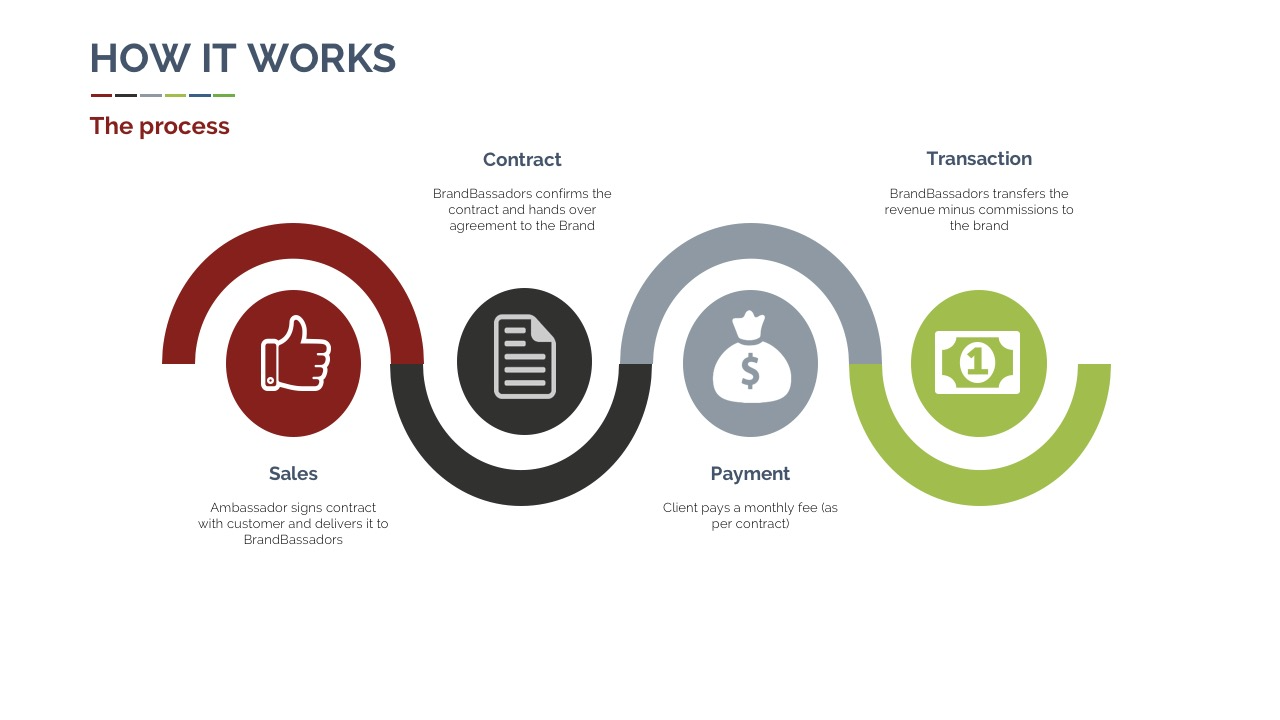 HOW IT WORKS
The process
Sales
Ambassador signs contract
with customer and delivers it to
BrandBassadors
Contract
BrandBassadors confirms the
contract and hands over
agreement to the Brand
$
Payment
Client pays a monthly fee (as
per contract)
Transaction
BrandBassadors transfers the
revenue minus commissions to
the brand
1